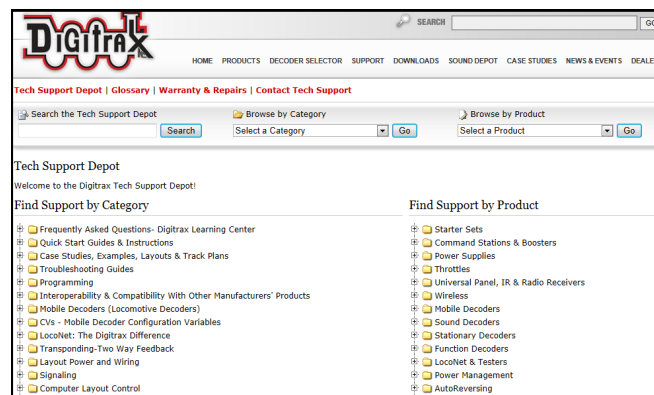 DIGITRAX INC.
SEARCH
HOME PRODUCTS DECODER SELECTOR SUPPORT DOWNLOADS SOUND DEPOT CASE STUDIES NEWS & EVENTS
Tech Support Depot | Glossary | Warranty & Repairs | Contact Tech Support
Search the Tech Support Depot Browse by Category Browse by Product
Search Select a Category Go Select a Product Go
Tech Support Depot
Welcome to the Digitrax Tech Support Depot!
Find Support by Category
Frequently Asked Questions- Digitrax Learning Center
Quick Start Guides & Instructions
Case Studies, Examples, Layouts & Track Plans
Troubleshooting Guides
Programming
Interoperability & Compatibility With Other Manufacturers' Products
Mobile Decoders (Locomotive Decoders)
CVs - Mobile Decoder Configuration Variables
LocoNet: The Digitrax Difference
Transponding-Two Way Feedback
Layout Power and Wiring
Signaling
Computer Layout Control
Find Support by Product
Starter Sets
Command Stations & Boosters
Power Supplies
Throttles
Universal Panel, IR & Radio Receivers
Wireless
Mobile Decoders
Sound Decoders
Stationary Decoders
Function Decoders
LocoNet & Testers
Power Management
AutoReversing